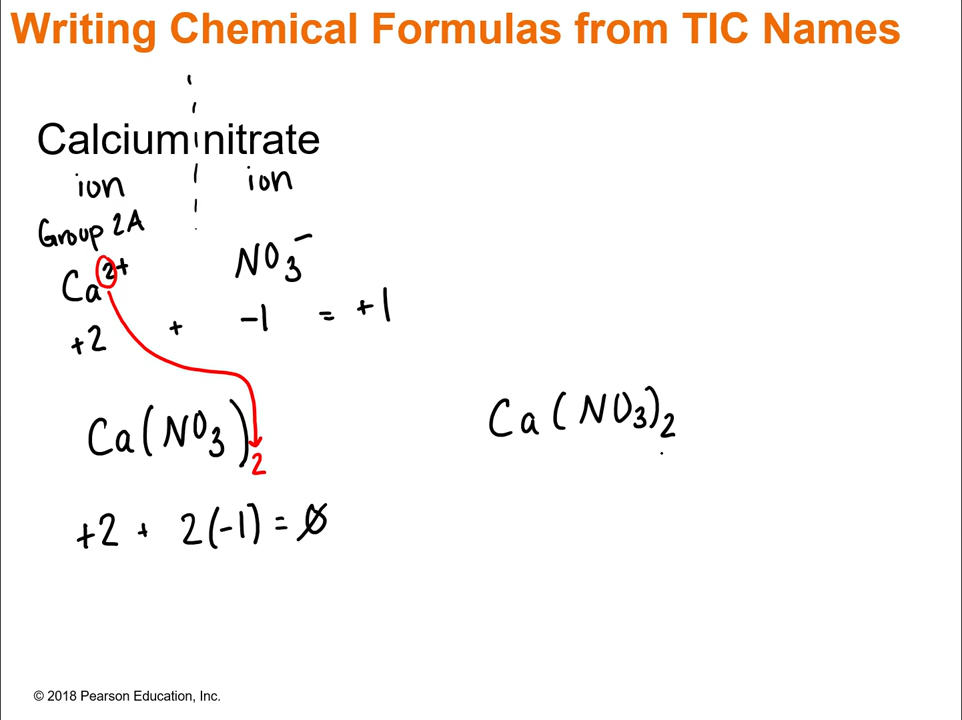 Writing Chemical Formulas from TIC Names
Calcium nitrate
ion ion
Group 2A
Ca²⁺ NO₃⁻
+2 + -1 = +1
Ca(NO₃)₂ Ca(NO₃)₂
+2 + 2(-1) = 0
© 2018 Pearson Education, Inc.